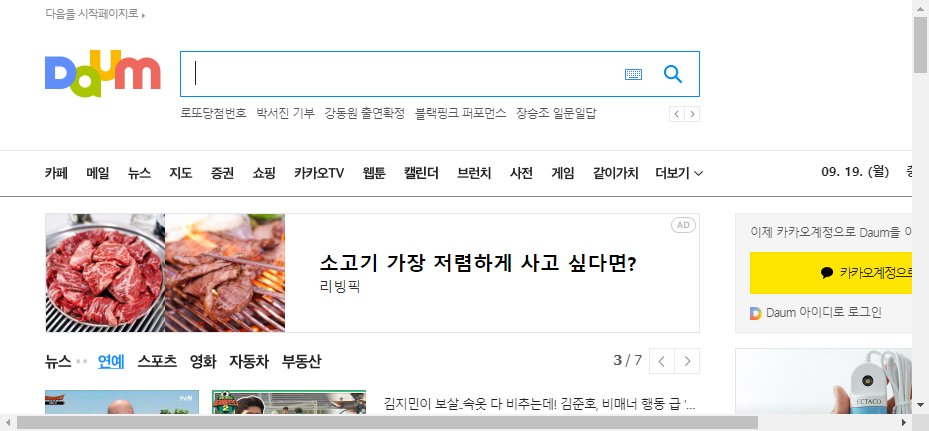 다음을 시작페이지로
Daum
로또당첨번호 박서진 기부 강동원 출연확정 블랙핑크 퍼포먼스 장승조 일문일답
카페 메일 뉴스 지도 증권 쇼핑 카카오TV 웹툰 캘린더 브런치 사전 게임 같이가치 더보기 09. 19. (월)
AD
소고기 가장 저렴하게 사고 싶다면?
리빙픽
이제 카카오계정으로 Daum을
카카오계정으로
Daum 아이디로 로그인
뉴스 연예 스포츠 영화 자동차 부동산 3 / 7
tvN
2
김지민이 보살..속옷 다 비추는데! 김준호, 비매너 행동 급 '...
ECTACO